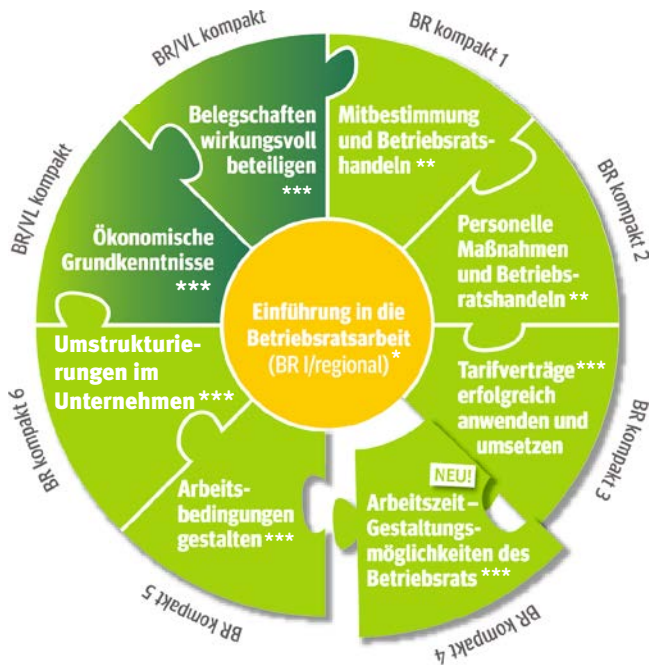 BR/VL kompakt
BR kompakt 1
Belegschaften
wirkungsvoll
beteiligen
***
Mitbestimmung
und Betriebsrats-
handeln **
BR/VL kompakt
BR kompakt 2
Ökonomische
Grundkenntnisse
***
Personelle
Maßnahmen
und Betriebs-
ratshandeln **
Einführung in die
Betriebsratsarbeit
(BR I/regional) *
Umstrukturie-
rungen im
Unternehmen ***
BR kompakt 6
Tarifverträge ***
erfolgreich
anwenden und
umsetzen
BR kompakt 3
Arbeits-
bedingungen
gestalten ***
BR kompakt 5
NEU!
Arbeitszeit –
Gestaltungs-
möglichkeiten des
Betriebsrats ***
BR kompakt 4